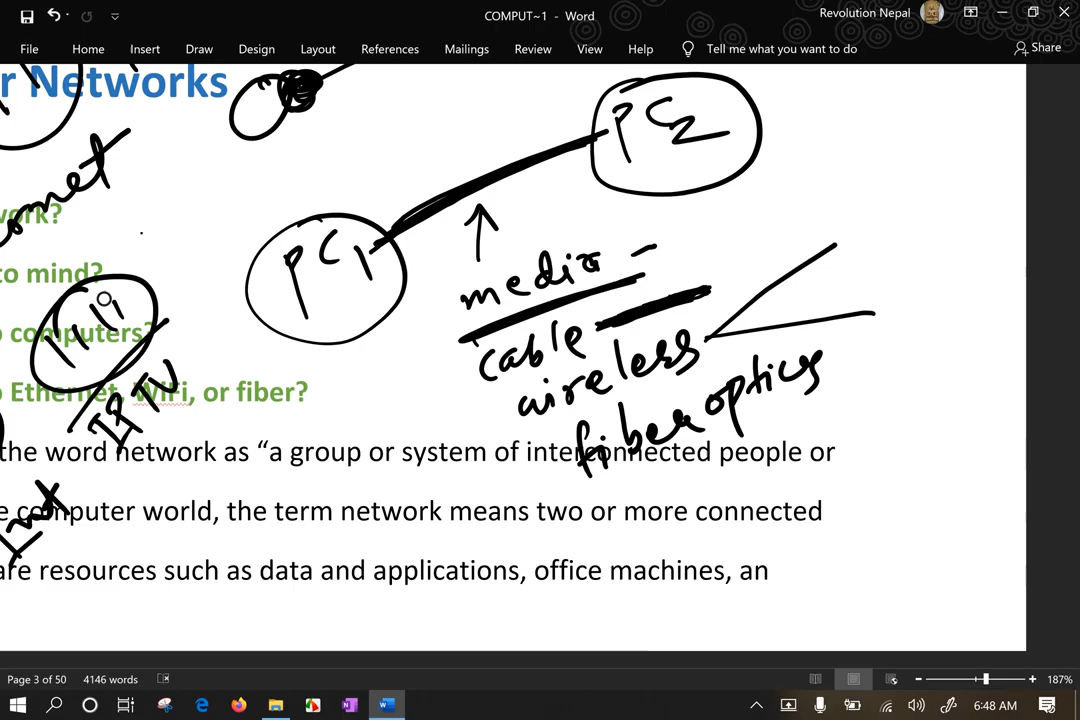 COMPUT~1 - Word
Revolution Nepal
File Home Insert Draw Design Layout References Mailings Review View Help Tell me what you want to do Share
r Networks
PC2
PC1
ornet
work?
to mind?
media
cable
wireless
fiber optics
o computers?
o Ethernet, WiFi, or fiber?
IP TV
the word network as “a group or system of interconnected people or
e computer world, the term network means two or more connected
are resources such as data and applications, office machines, an
Page 3 of 50 4146 words 187%
6:48 AM